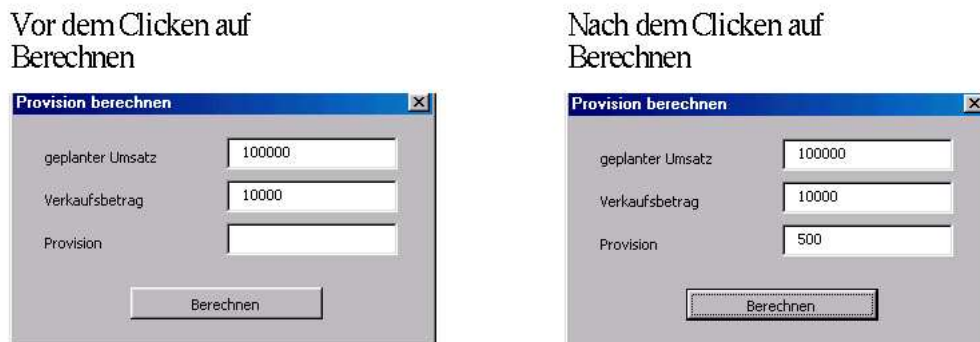 Vor dem Clicken auf
Berechnen
Provision berechnen
geplanter Umsatz 100000
Verkaufsbetrag 10000
Provision
Berechnen
Nach dem Clicken auf
Berechnen
Provision berechnen
geplanter Umsatz 100000
Verkaufsbetrag 10000
Provision 500
Berechnen